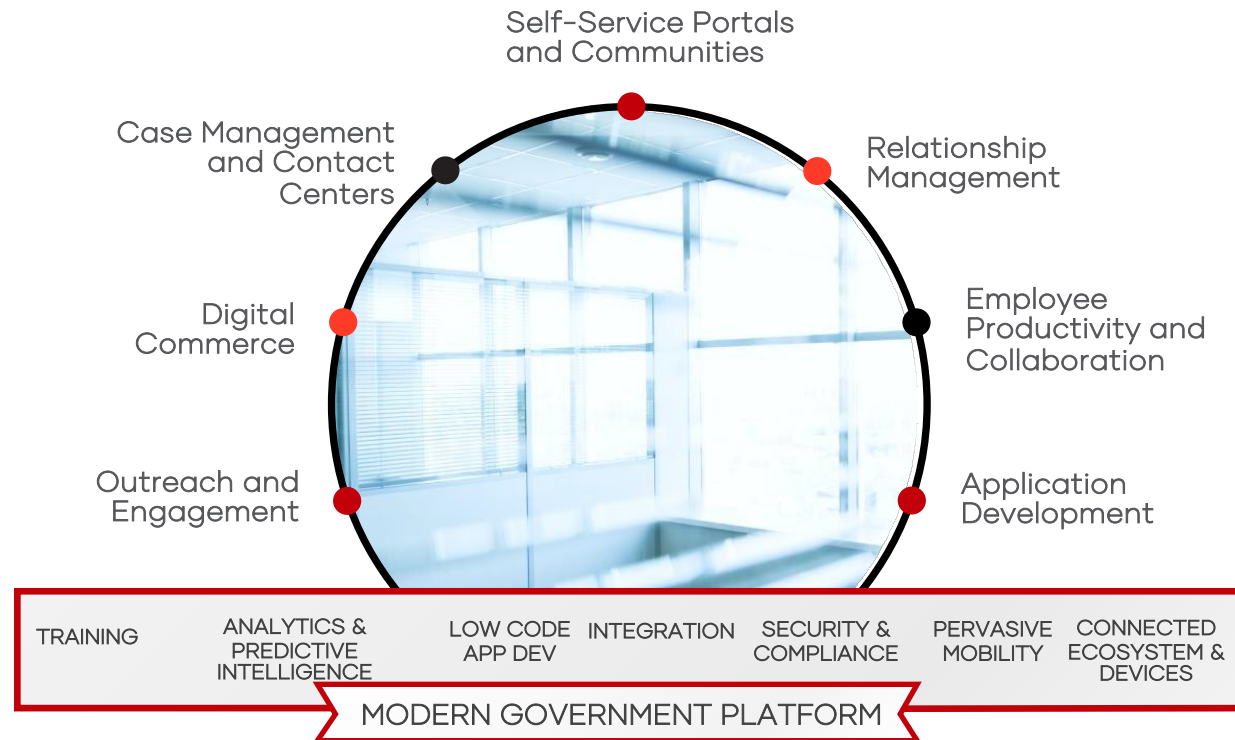 Self-Service Portals
and Communities
Case Management
and Contact
Centers
Relationship
Management
Digital
Commerce
Employee
Productivity and
Collaboration
Outreach and
Engagement
Application
Development
TRAINING
ANALYTICS &
PREDICTIVE
INTELLIGENCE
LOW CODE
APP DEV
INTEGRATION
SECURITY &
COMPLIANCE
PERVASIVE
MOBILITY
CONNECTED
ECOSYSTEM &
DEVICES
MODERN GOVERNMENT PLATFORM